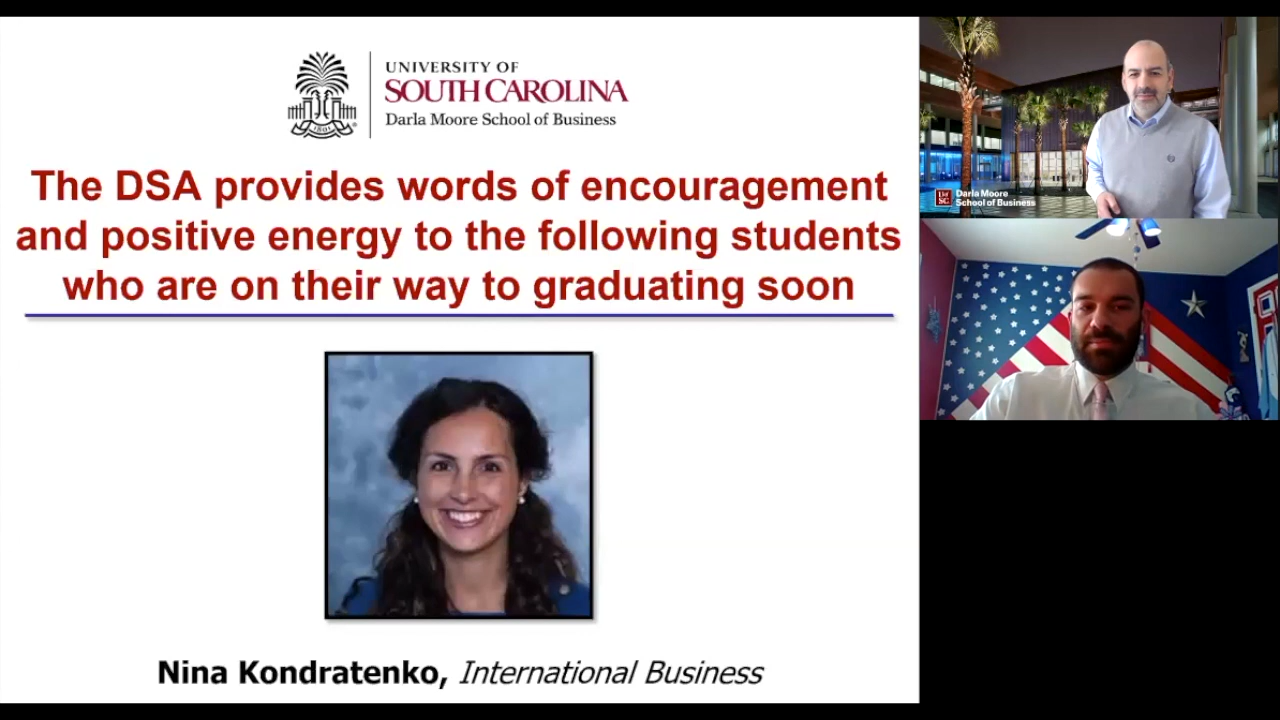 UNIVERSITY OF
SOUTH CAROLINA
Darla Moore School of Business
The DSA provides words of encouragement
and positive energy to the following students
who are on their way to graduating soon
Nina Kondratenko, International Business
Darla Moore
School of Business